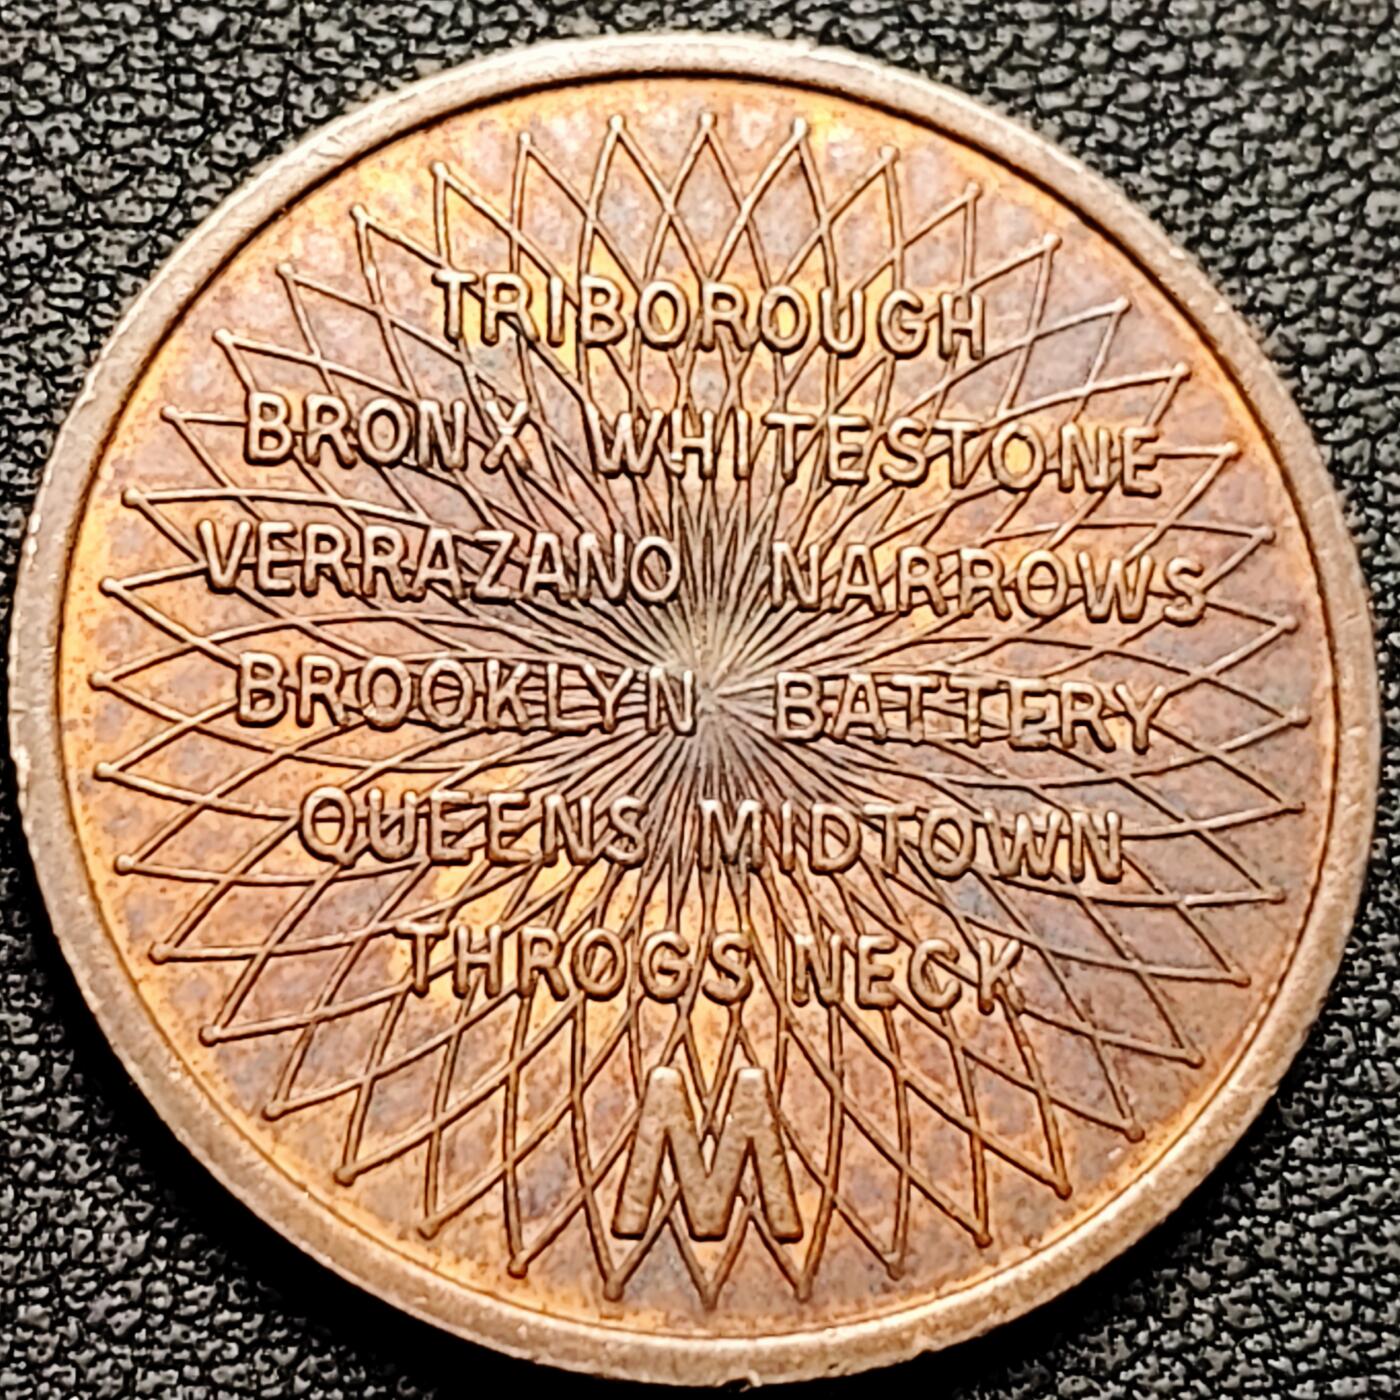 TRIBOROUGH
BRONX WHITESTONE
VERRAZANO NARROWS
BROOKLYN BATTERY
QUEENS MIDTOWN
THROGS NECK
M